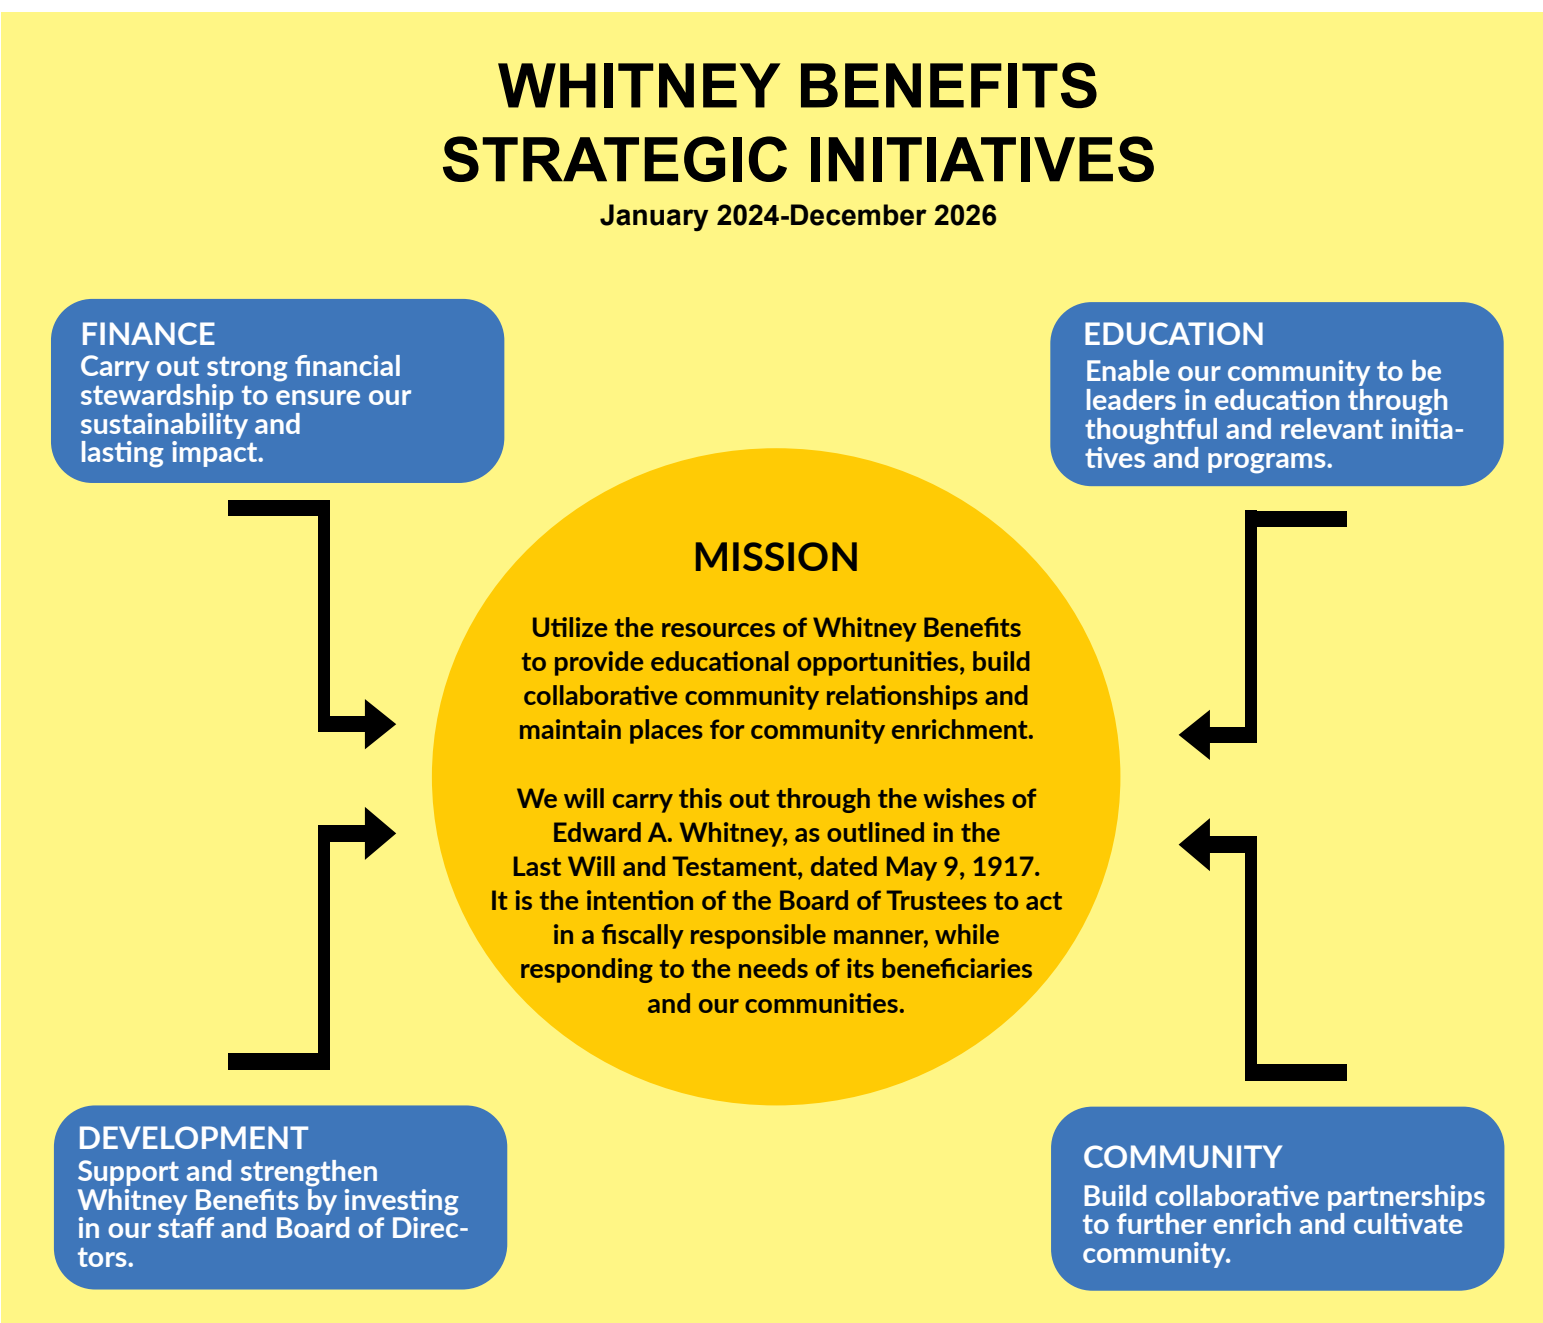 WHITNEY BENEFITS
STRATEGIC INITIATIVES
January 2024-December 2026
FINANCE
Carry out strong financial
stewardship to ensure our
sustainability and
lasting impact.
EDUCATION
Enable our community to be
leaders in education through
thoughtful and relevant initia-
tives and programs.
MISSION
Utilize the resources of Whitney Benefits
to provide educational opportunities, build
collaborative community relationships and
maintain places for community enrichment.
We will carry this out through the wishes of
Edward A. Whitney, as outlined in the
Last Will and Testament, dated May 9, 1917.
It is the intention of the Board of Trustees to act
in a fiscally responsible manner, while
responding to the needs of its beneficiaries
and our communities.
DEVELOPMENT
Support and strengthen
Whitney Benefits by investing
in our staff and Board of Direc-
tors.
COMMUNITY
Build collaborative partnerships
to further enrich and cultivate
community.